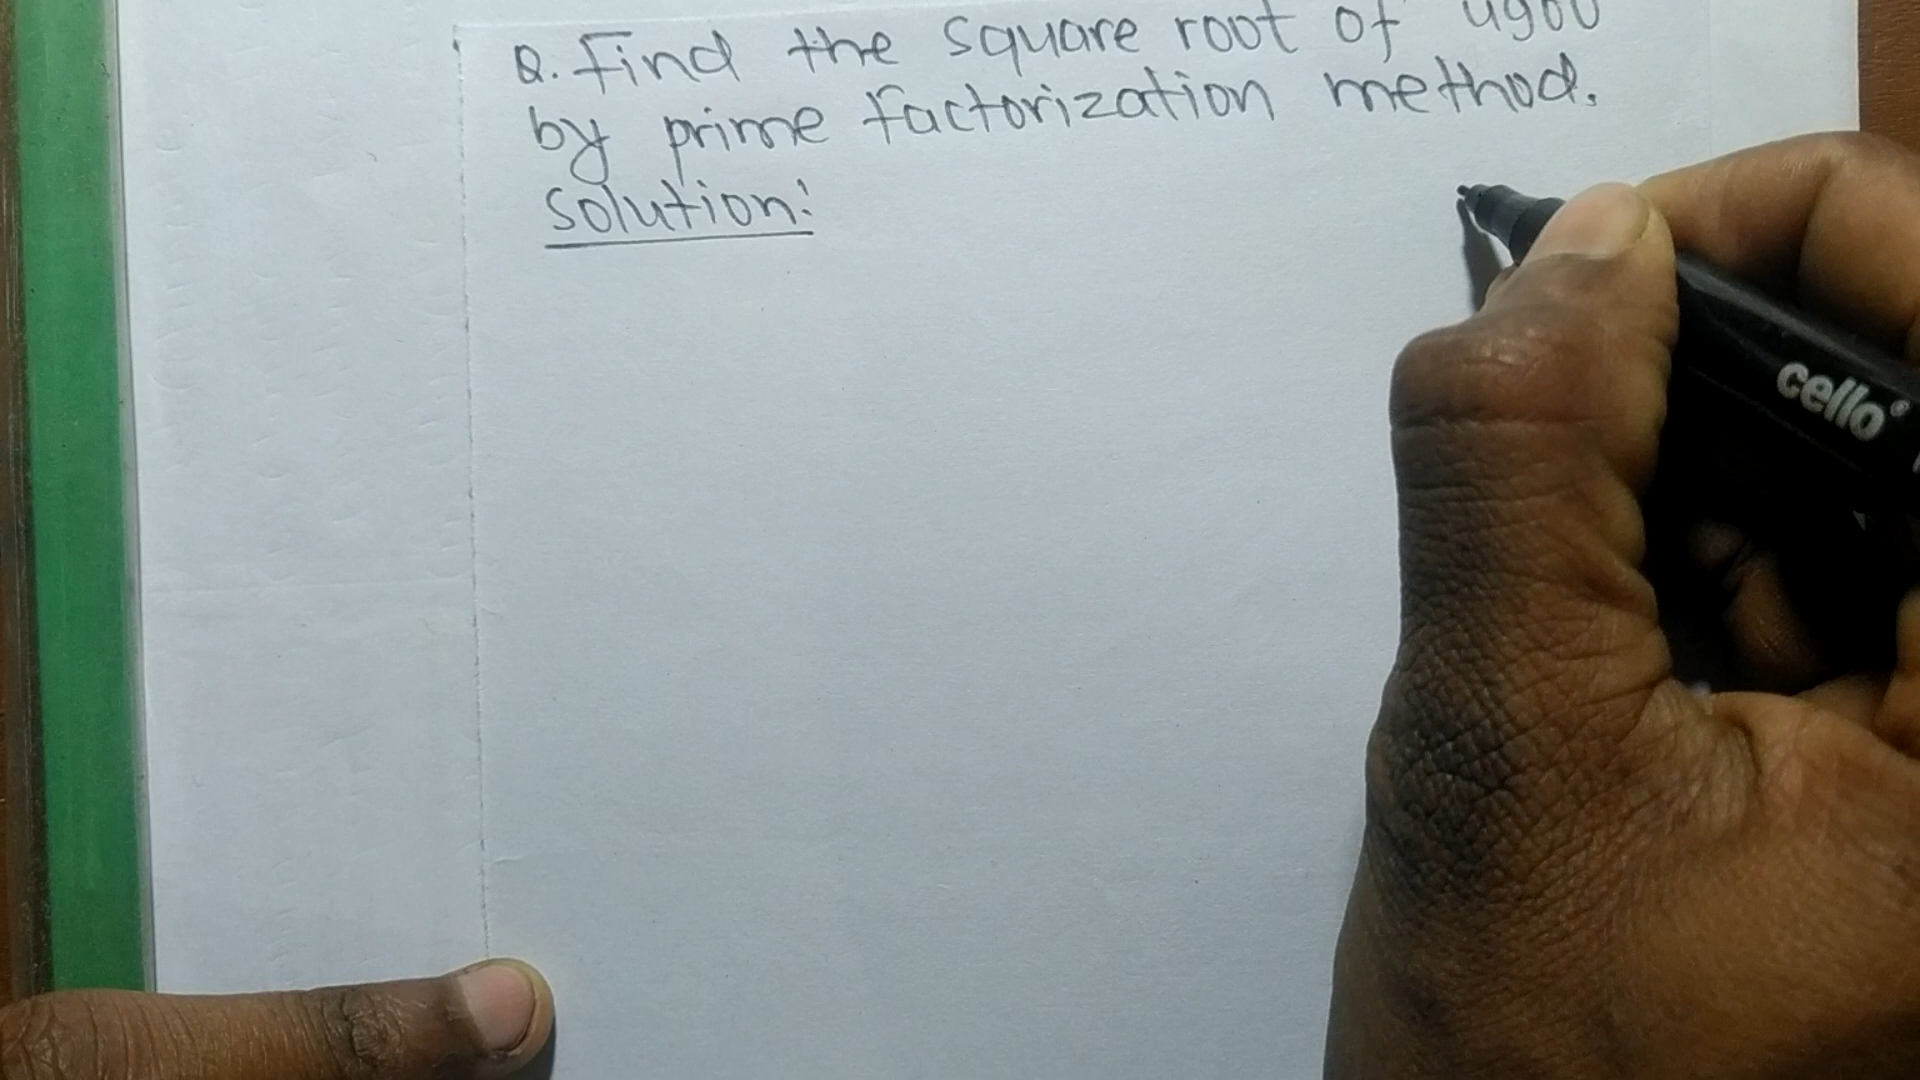 Q. Find the square root of 4900
by prime factorization method.
Solution:
cello